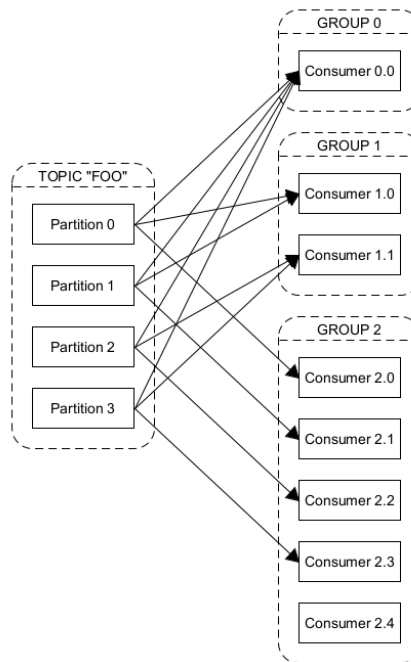 TOPIC "FOO"
Partition 0
Partition 1
Partition 2
Partition 3
GROUP 0
Consumer 0.0
GROUP 1
Consumer 1.0
Consumer 1.1
GROUP 2
Consumer 2.0
Consumer 2.1
Consumer 2.2
Consumer 2.3
Consumer 2.4